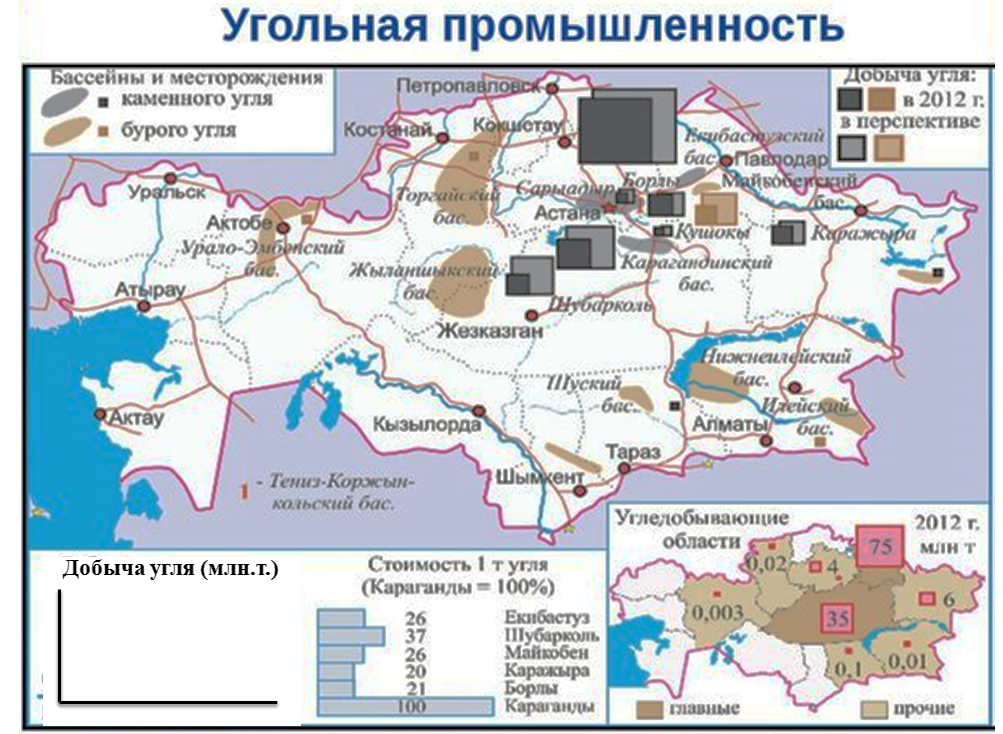 Угольная промышленность
Бассейны и месторождения
каменного угля
бурого угля
Добыча угля:
в 2012 г.
в перспективе
Петропавловск
Костанай
Кокшетау
Екибастузский
бас.
Павлодар
Майкобенский
бас.
Торгайский
бас.
Сарыадыр
Борлы
Астана
Уральск
Актобе
Урало-Эмбенский
бас.
Кушокы
Каражыра
Жыланшыкский
бас.
Карагандинский
бас.
Атырау
Шубарколь
Жезказган
Нижнеилейский
бас.
Шуский
бас.
Илейский
бас.
Актау
Кызылорда
Алматы
Тараз
Шымкент
1 - Тениз-Коржын-
кольский бас.
Добыча угля (млн.т.)
Стоимость 1 т угля
(Караганды = 100%)
26 Екибастуз
37 Шубарколь
26 Майкобен
20 Каражыра
21 Борлы
100 Караганды
Угледобывающие
области
2012 г.
млн т
75
0,02
4
6
0,003
35
0,1
0,01
главные
прочие